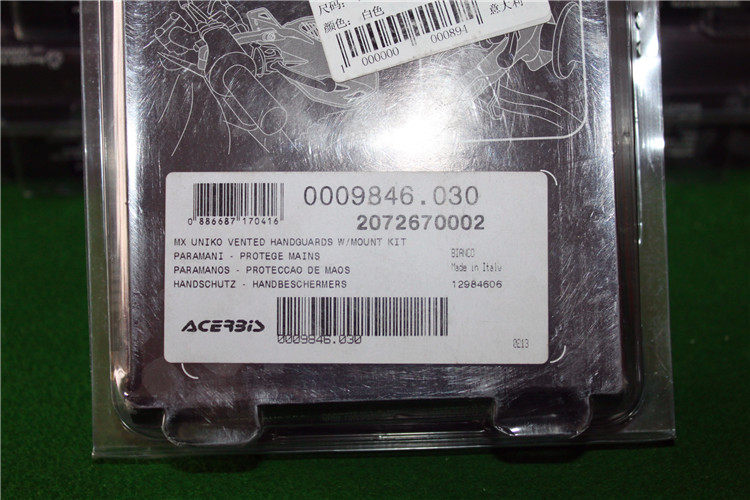 尺码:
颜色: 白色
意大利
1 000000 000894
0009846.030
0 886687 170416
2072670002
MX UNIKO VENTED HANDGUARDS W/MOUNT KIT
PARAMANI - PROTEGE MAINS
BIANCO
PARAMANOS - PROTECCAO DE MAOS
Made in Italy
HANDSCHUTZ - HANDBESCHERMERS
12984606
ACERBIS
0009846.030
0213